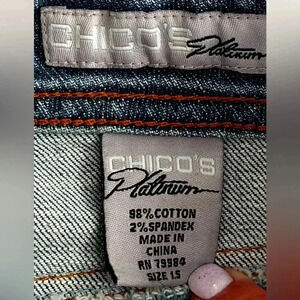 CHICO'S
Platinum
CHICO'S
Platinum
98% COTTON
2% SPANDEX
MADE IN
CHINA
RN 79984
SIZE 1.5